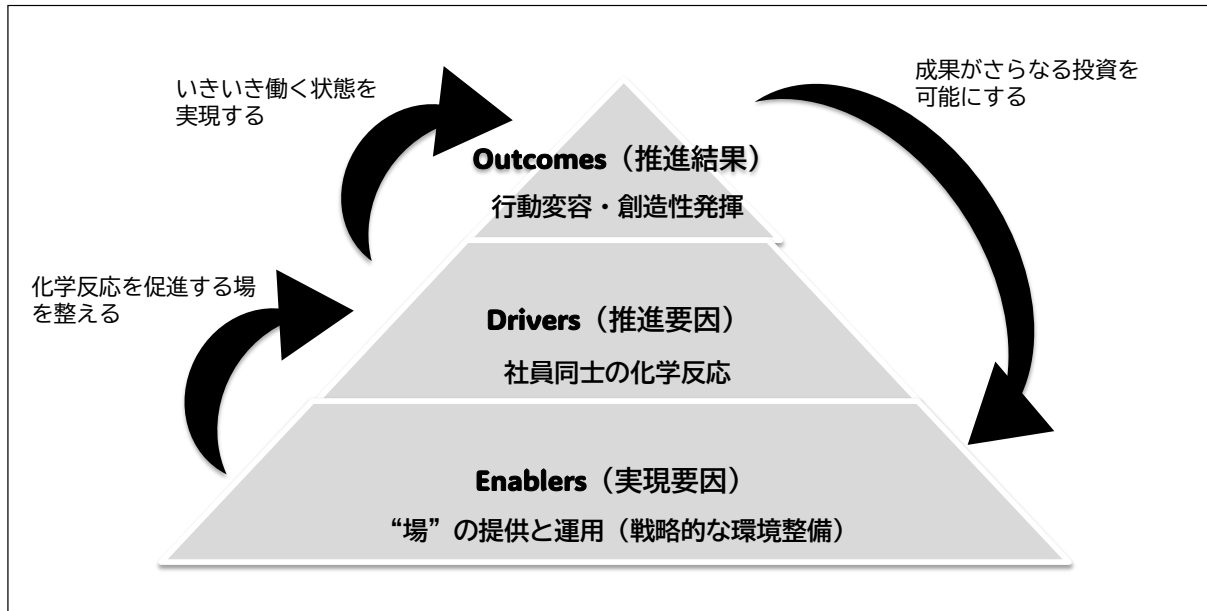 いきいき働く状態を
実現する
成果がさらなる投資を
可能にする
Outcomes（推進結果）
行動変容・創造性発揮
化学反応を促進する場
を整える
Drivers（推進要因）
社員同士の化学反応
Enablers（実現要因）
“場”の提供と運用（戦略的な環境整備）